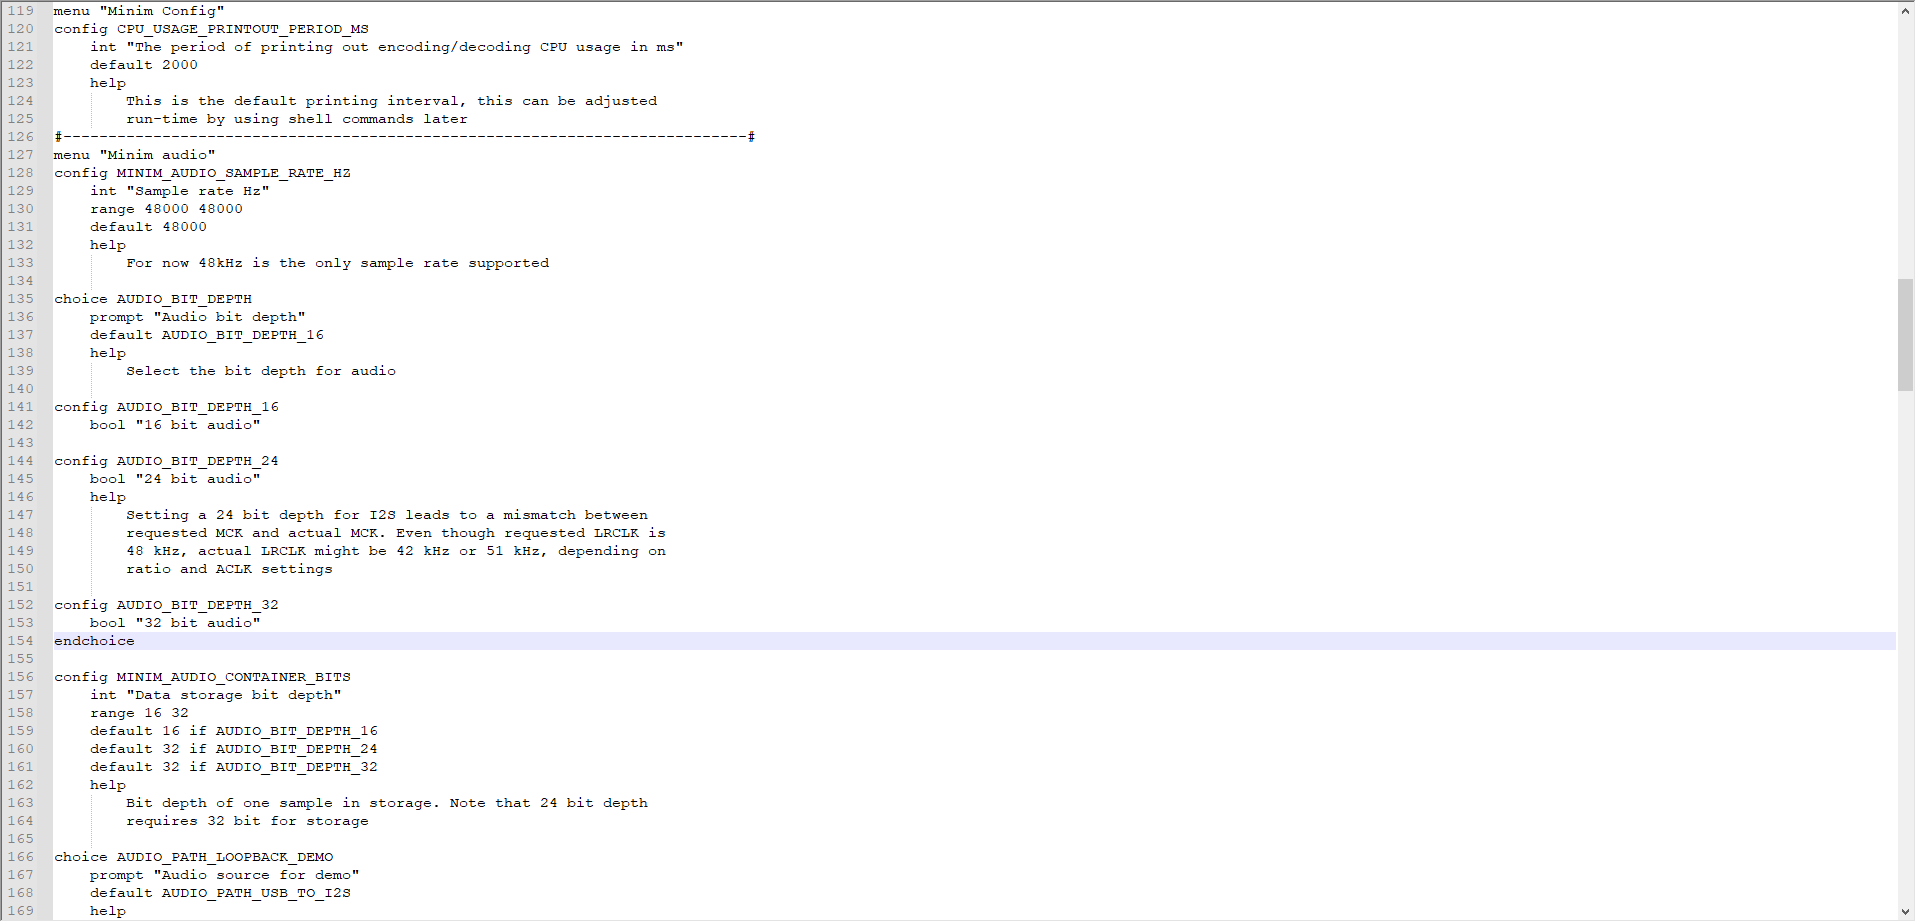 119 menu "Minim Config"
120 config CPU_USAGE_PRINTOUT_PERIOD_MS
121     int "The period of printing out encoding/decoding CPU usage in ms"
122     default 2000
123     help
124         This is the default printing interval, this can be adjusted
125         run-time by using shell commands later
126 #----------------------------------------------------------------------------#
127 menu "Minim audio"
128 config MINIM_AUDIO_SAMPLE_RATE_HZ
129     int "Sample rate Hz"
130     range 48000 48000
131     default 48000
132     help
133         For now 48kHz is the only sample rate supported
134
135 choice AUDIO_BIT_DEPTH
136     prompt "Audio bit depth"
137     default AUDIO_BIT_DEPTH_16
138     help
139         Select the bit depth for audio
140
141 config AUDIO_BIT_DEPTH_16
142     bool "16 bit audio"
143
144 config AUDIO_BIT_DEPTH_24
145     bool "24 bit audio"
146     help
147         Setting a 24 bit depth for I2S leads to a mismatch between
148         requested MCK and actual MCK. Even though requested LRCLK is
149         48 kHz, actual LRCLK might be 42 kHz or 51 kHz, depending on
150         ratio and ACLK settings
151
152 config AUDIO_BIT_DEPTH_32
153     bool "32 bit audio"
154 endchoice
155
156 config MINIM_AUDIO_CONTAINER_BITS
157     int "Data storage bit depth"
158     range 16 32
159     default 16 if AUDIO_BIT_DEPTH_16
160     default 32 if AUDIO_BIT_DEPTH_24
161     default 32 if AUDIO_BIT_DEPTH_32
162     help
163         Bit depth of one sample in storage. Note that 24 bit depth
164         requires 32 bit for storage
165
166 choice AUDIO_PATH_LOOPBACK_DEMO
167     prompt "Audio source for demo"
168     default AUDIO_PATH_USB_TO_I2S
169     help